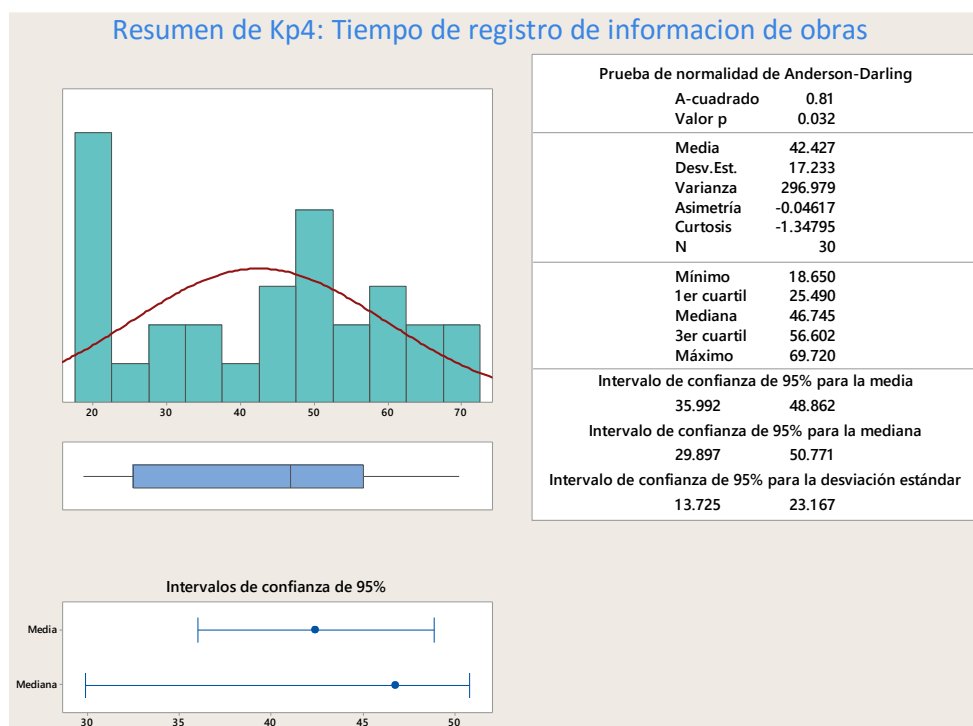 Resumen de Kp4: Tiempo de registro de informacion de obras
20 30 40 50 60 70
Intervalos de confianza de 95%
Media
Mediana
30 35 40 45 50
Prueba de normalidad de Anderson-Darling
A-cuadrado 0.81
Valor p 0.032
Media 42.427
Desv.Est. 17.233
Varianza 296.979
Asimetría -0.04617
Curtosis -1.34795
N 30
Mínimo 18.650
1er cuartil 25.490
Mediana 46.745
3er cuartil 56.602
Máximo 69.720
Intervalo de confianza de 95% para la media
35.992 48.862
Intervalo de confianza de 95% para la mediana
29.897 50.771
Intervalo de confianza de 95% para la desviación estándar
13.725 23.167